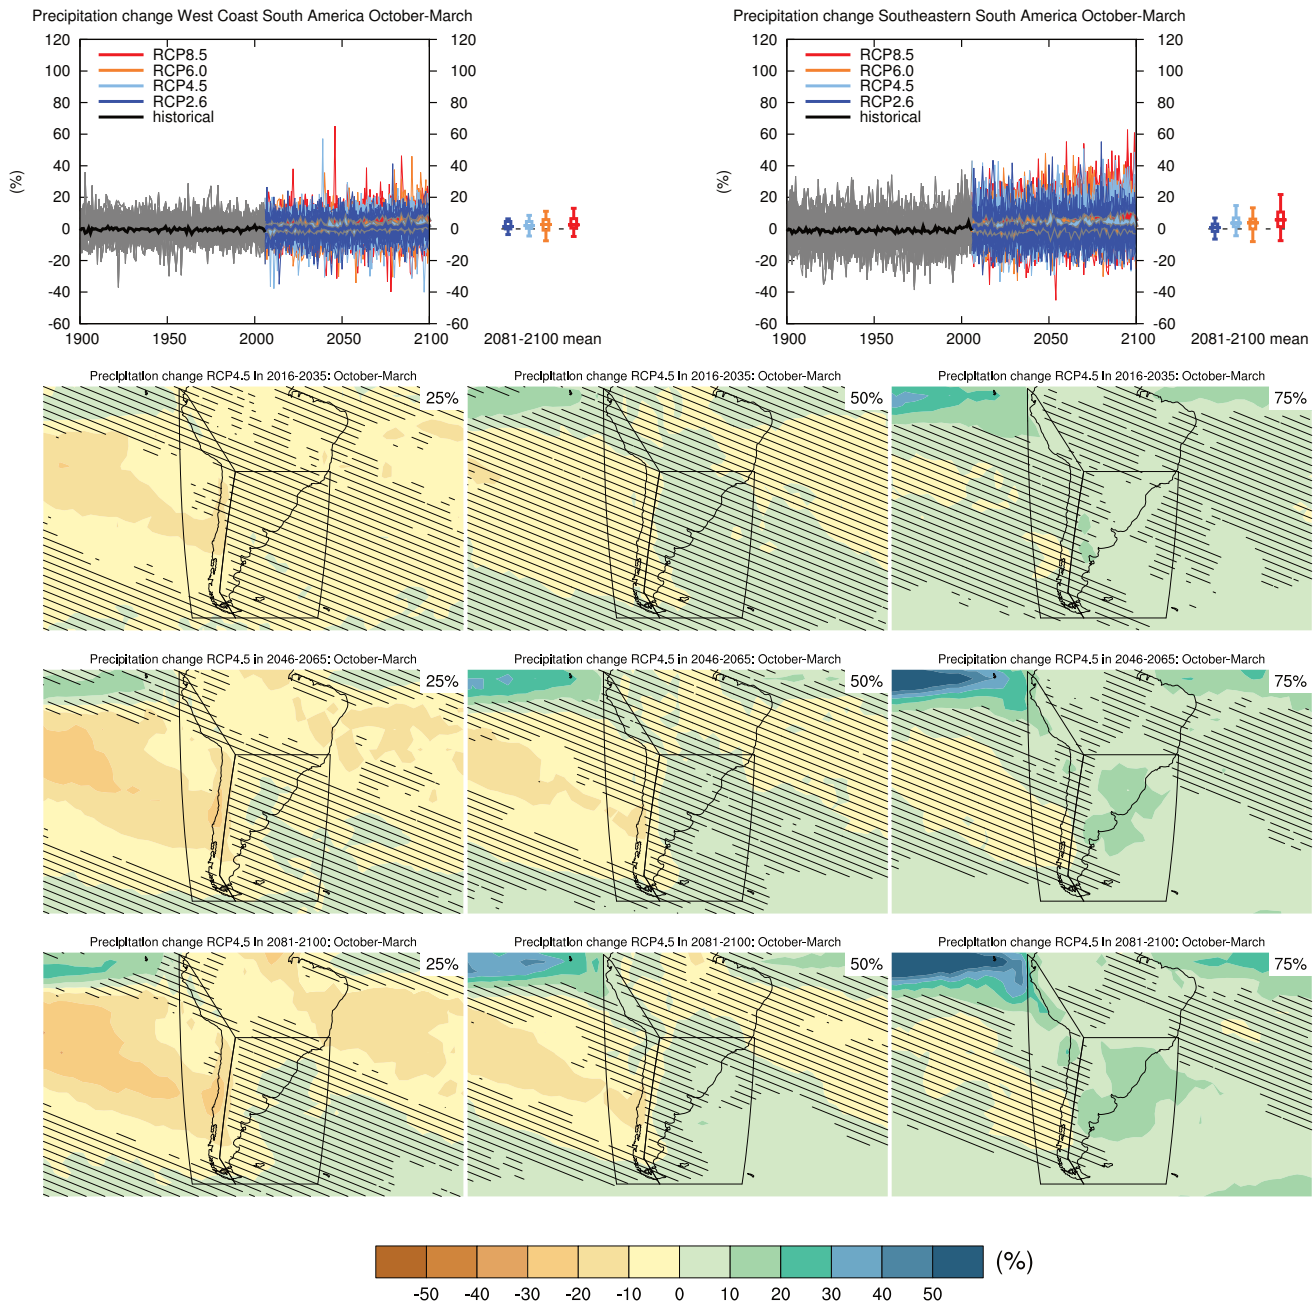 Precipitation change West Coast South America October-March
120 120
100 100
80 80
60 60
40 40
20 20
0 0
-20 -20
-40 -40
-60 -60
(%)
RCP8.5
RCP6.0
RCP4.5
RCP2.6
historical
1900 1950 2000 2050 2100
2081-2100 mean
Precipitation change Southeastern South America October-March
120 120
100 100
80 80
60 60
40 40
20 20
0 0
-20 -20
-40 -40
-60 -60
(%)
RCP8.5
RCP6.0
RCP4.5
RCP2.6
historical
1900 1950 2000 2050 2100
2081-2100 mean
Precipitation change RCP4.5 in 2016-2035: October-March
25%
Precipitation change RCP4.5 in 2016-2035: October-March
50%
Precipitation change RCP4.5 in 2016-2035: October-March
75%
Precipitation change RCP4.5 in 2046-2065: October-March
25%
Precipitation change RCP4.5 in 2046-2065: October-March
50%
Precipitation change RCP4.5 in 2046-2065: October-March
75%
Precipitation change RCP4.5 in 2081-2100: October-March
25%
Precipitation change RCP4.5 in 2081-2100: October-March
50%
Precipitation change RCP4.5 in 2081-2100: October-March
75%
(%)
-50 -40 -30 -20 -10 0 10 20 30 40 50